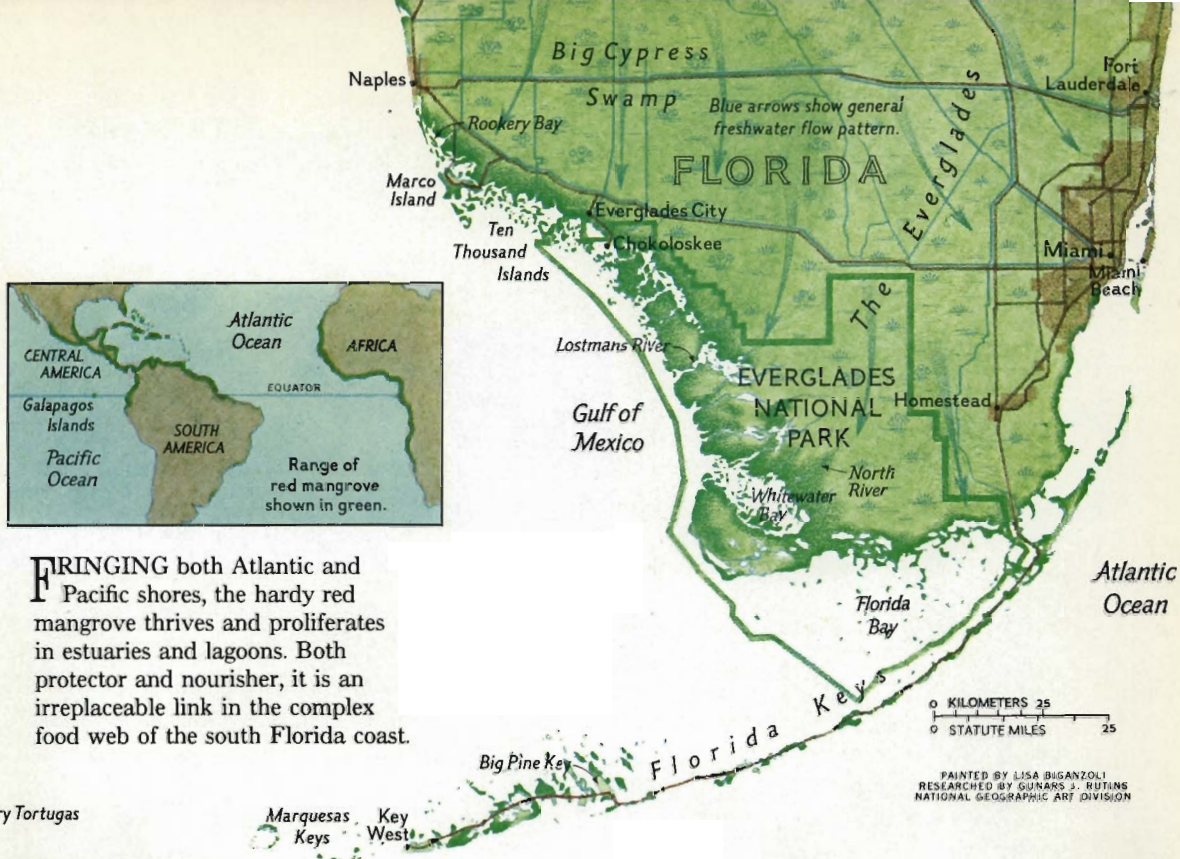 Big Cypress
Swamp
Naples
Fort
Lauderdale
Blue arrows show general
freshwater flow pattern.
Rookery Bay
FLORIDA
The Everglades
Marco
Island
Everglades City
Ten
Thousand
Islands
Chokoloskee
Miami
Miami
Beach
Lostmans River
EVERGLADES
NATIONAL
PARK
Homestead
Gulf of
Mexico
North
River
Whitewater
Bay
Atlantic
Ocean
Florida
Bay
Florida Keys
Atlantic
Ocean
CENTRAL
AMERICA
AFRICA
EQUATOR
Galapagos
Islands
SOUTH
AMERICA
Pacific
Ocean
Range of
red mangrove
shown in green.
FRINGING both Atlantic and
Pacific shores, the hardy red
mangrove thrives and proliferates
in estuaries and lagoons. Both
protector and nourisher, it is an
irreplaceable link in the complex
food web of the south Florida coast.
0 KILOMETERS 25
0 STATUTE MILES 25
Big Pine Key
PAINTED BY LISA BIGANZOLI
RESEARCHED BY GUNARS J. RUTINS
NATIONAL GEOGRAPHIC ART DIVISION
ry Tortugas
Marquesas
Keys
Key
West